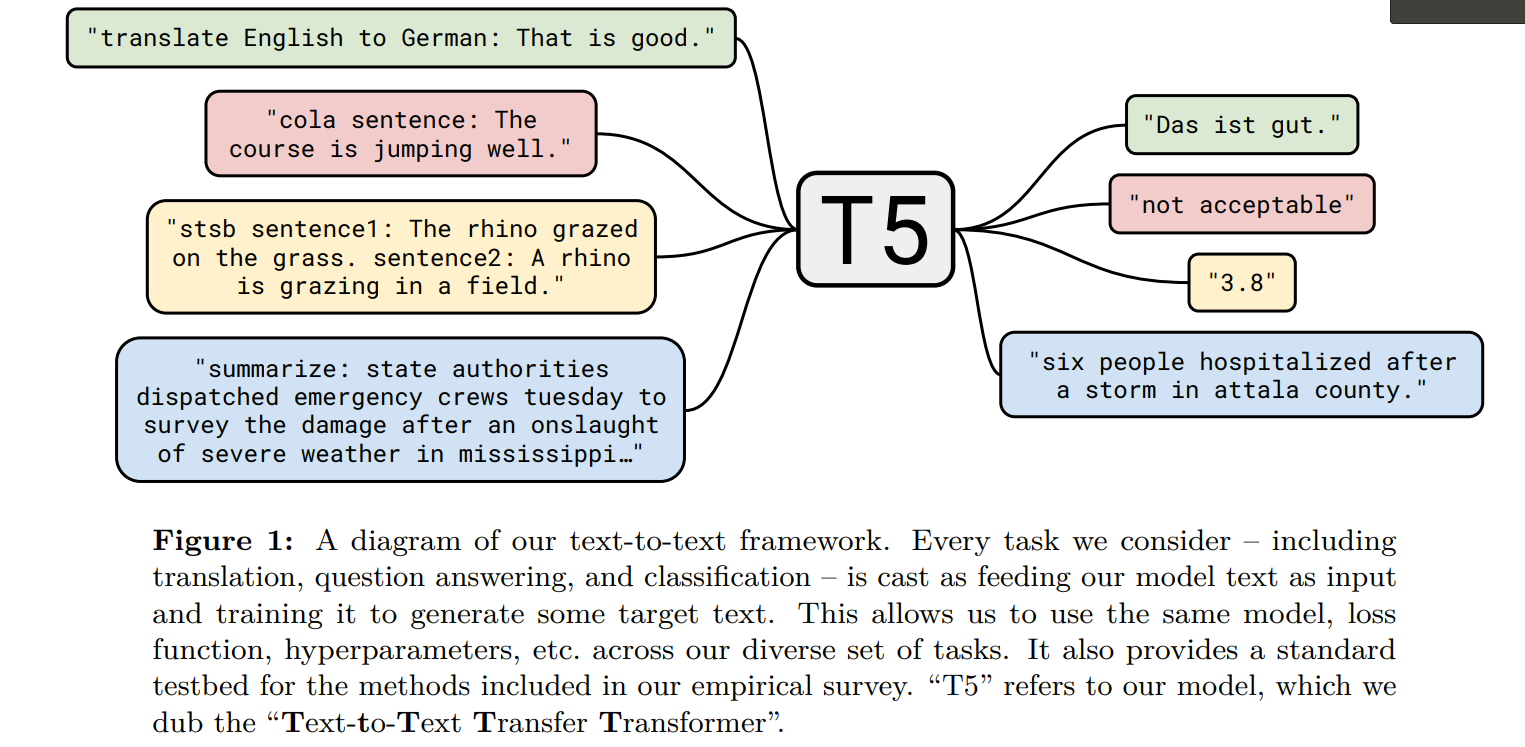 "translate English to German: That is good."
"cola sentence: The
course is jumping well."
"stsb sentence1: The rhino grazed
on the grass. sentence2: A rhino
is grazing in a field."
"summarize: state authorities
dispatched emergency crews tuesday to
survey the damage after an onslaught
of severe weather in mississippi…"
T5
"Das ist gut."
"not acceptable"
"3.8"
"six people hospitalized after
a storm in attala county."
Figure 1: A diagram of our text-to-text framework. Every task we consider – including
translation, question answering, and classification – is cast as feeding our model text as input
and training it to generate some target text. This allows us to use the same model, loss
function, hyperparameters, etc. across our diverse set of tasks. It also provides a standard
testbed for the methods included in our empirical survey. “T5” refers to our model, which we
dub the “Text-to-Text Transfer Transformer”.